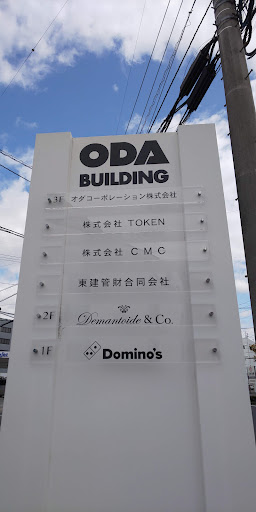 ODA
BUILDING
3F オダコーポレーション株式会社
株式会社 TOKEN
株式会社 CMC
東建管財合同会社
2F Demantoide & Co.
1F Domino's